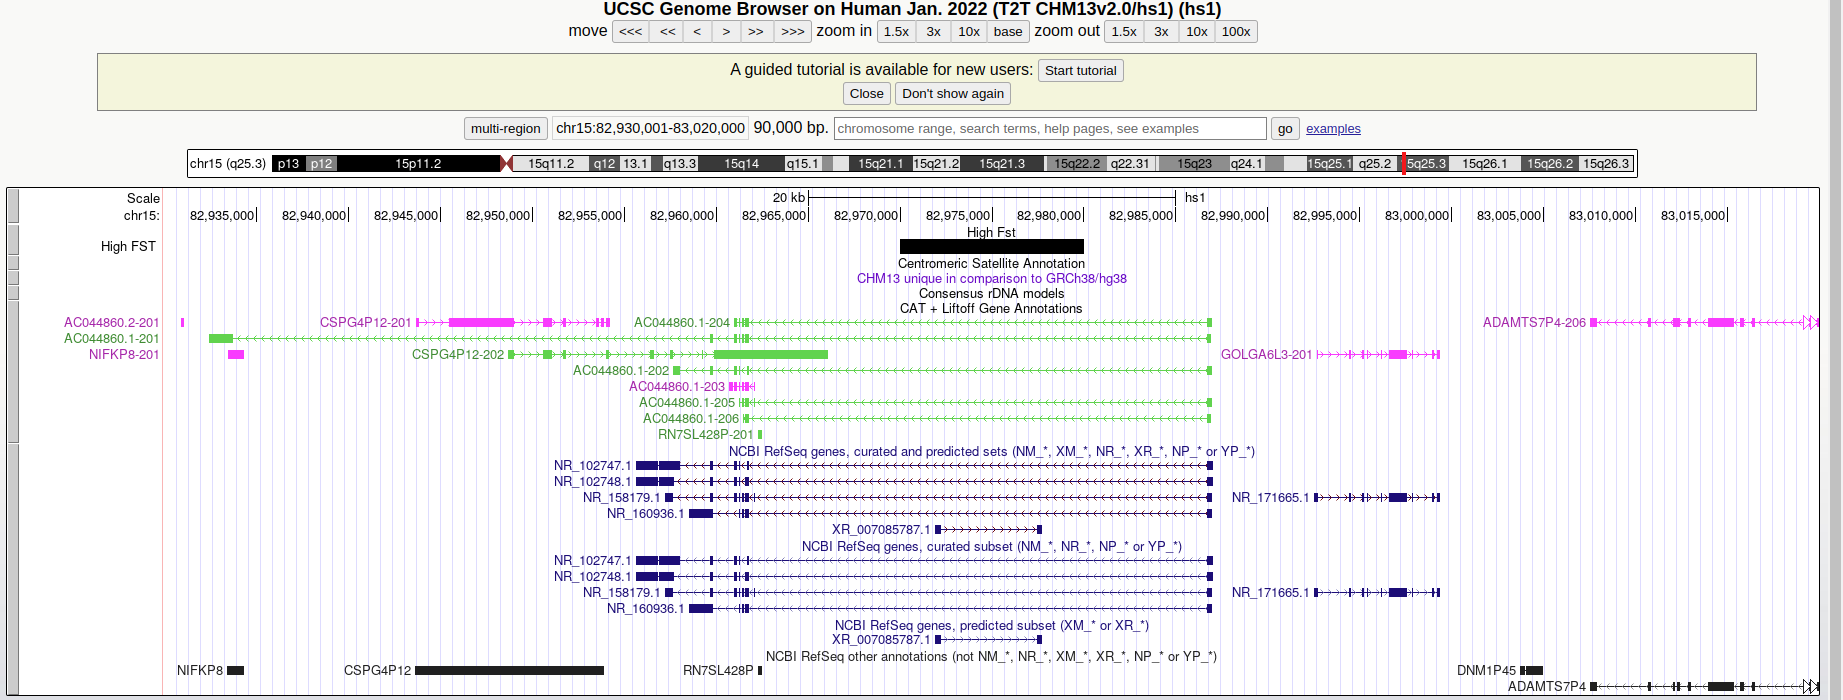 UCSC Genome Browser on Human Jan. 2022 (T2T CHM13v2.0/hs1) (hs1)
move <<< << < > >> >>> zoom in 1.5x 3x 10x base zoom out 1.5x 3x 10x 100x
A guided tutorial is available for new users: Start tutorial
Close Don't show again
multi-region chr15:82,930,001-83,020,000 90,000 bp. chromosome range, search terms, help pages, see examples go examples
chr15 (q25.3) p13 p12 15p11.2 15q11.2 q12 13.1 q13.3 15q14 q15.1 15q21.1 15q21.2 15q21.3 15q22.2 q22.31 15q23 q24.1 15q25.1 q25.2 15q25.3 15q26.1 15q26.2 15q26.3
Scale 20 kb hs1
chr15: 82,935,000 82,940,000 82,945,000 82,950,000 82,955,000 82,960,000 82,965,000 82,970,000 82,975,000 82,980,000 82,985,000 82,990,000 82,995,000 83,000,000 83,005,000 83,010,000 83,015,000
High Fst
High FST
Centromeric Satellite Annotation
CHM13 unique in comparison to GRCh38/hg38
Consensus rDNA models
CAT + Liftoff Gene Annotations
AC044860.2-201 CSPG4P12-201 AC044860.1-204 ADAMTS7P4-206
AC044860.1-201
NIFKP8-201 CSPG4P12-202 GOLGA6L3-201
AC044860.1-202
AC044860.1-203
AC044860.1-205
AC044860.1-206
RN7SL428P-201
NCBI RefSeq genes, curated and predicted sets (NM_*, XM_*, NR_*, XR_*, NP_* or YP_*)
NR_102747.1
NR_102748.1
NR_158179.1 NR_171665.1
NR_160936.1
XR_007085787.1
NCBI RefSeq genes, curated subset (NM_*, NR_*, NP_* or YP_*)
NR_102747.1
NR_102748.1
NR_158179.1 NR_171665.1
NR_160936.1
NCBI RefSeq genes, predicted subset (XM_* or XR_*)
XR_007085787.1
NCBI RefSeq other annotations (not NM_*, NR_*, XM_*, XR_*, NP_* or YP_*)
NIFKP8 CSPG4P12 RN7SL428P DNM1P45
ADAMTS7P4